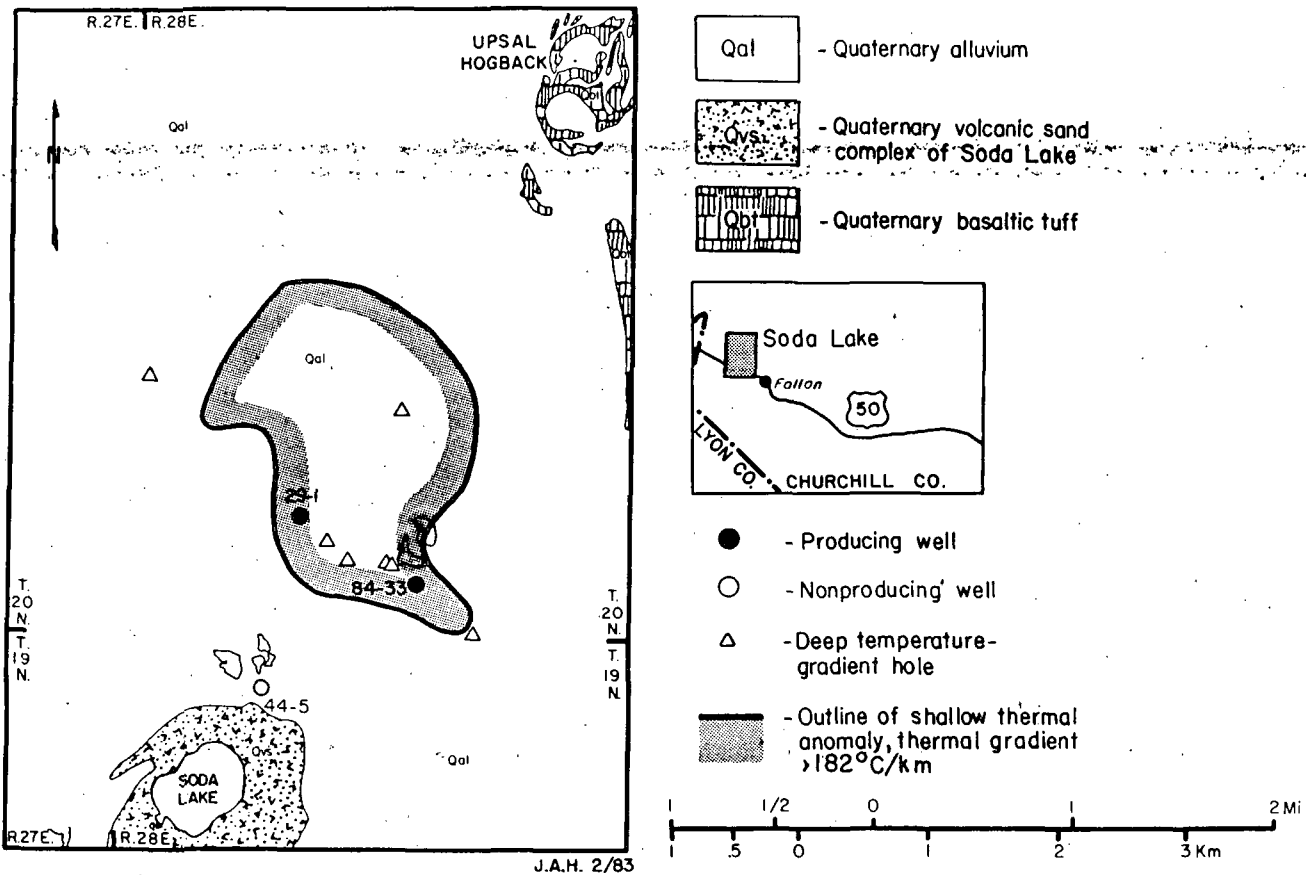 R.27E. R.28E.
UPSAL
HOGBACK
Qbt
Qal
N
Qbt
Qal
29-1
84-33
T.
20
N.
T.
19
N.
T.
20
N.
T.
19
N.
44-5
Qvs
Qal
SODA
LAKE
R.27E. R.28E.
J.A.H. 2/83
Qal - Quaternary alluvium
Qvs - Quaternary volcanic sand
complex of Soda Lake
Qbt - Quaternary basaltic tuff
Soda Lake
Fallon
50
LYON CO.
CHURCHILL CO.
- Producing well
- Nonproducing well
- Deep temperature-
gradient hole
- Outline of shallow thermal
anomaly, thermal gradient
>182°C/km
1 1/2 0 1 2 Mi
1 .5 0 1 2 3 Km